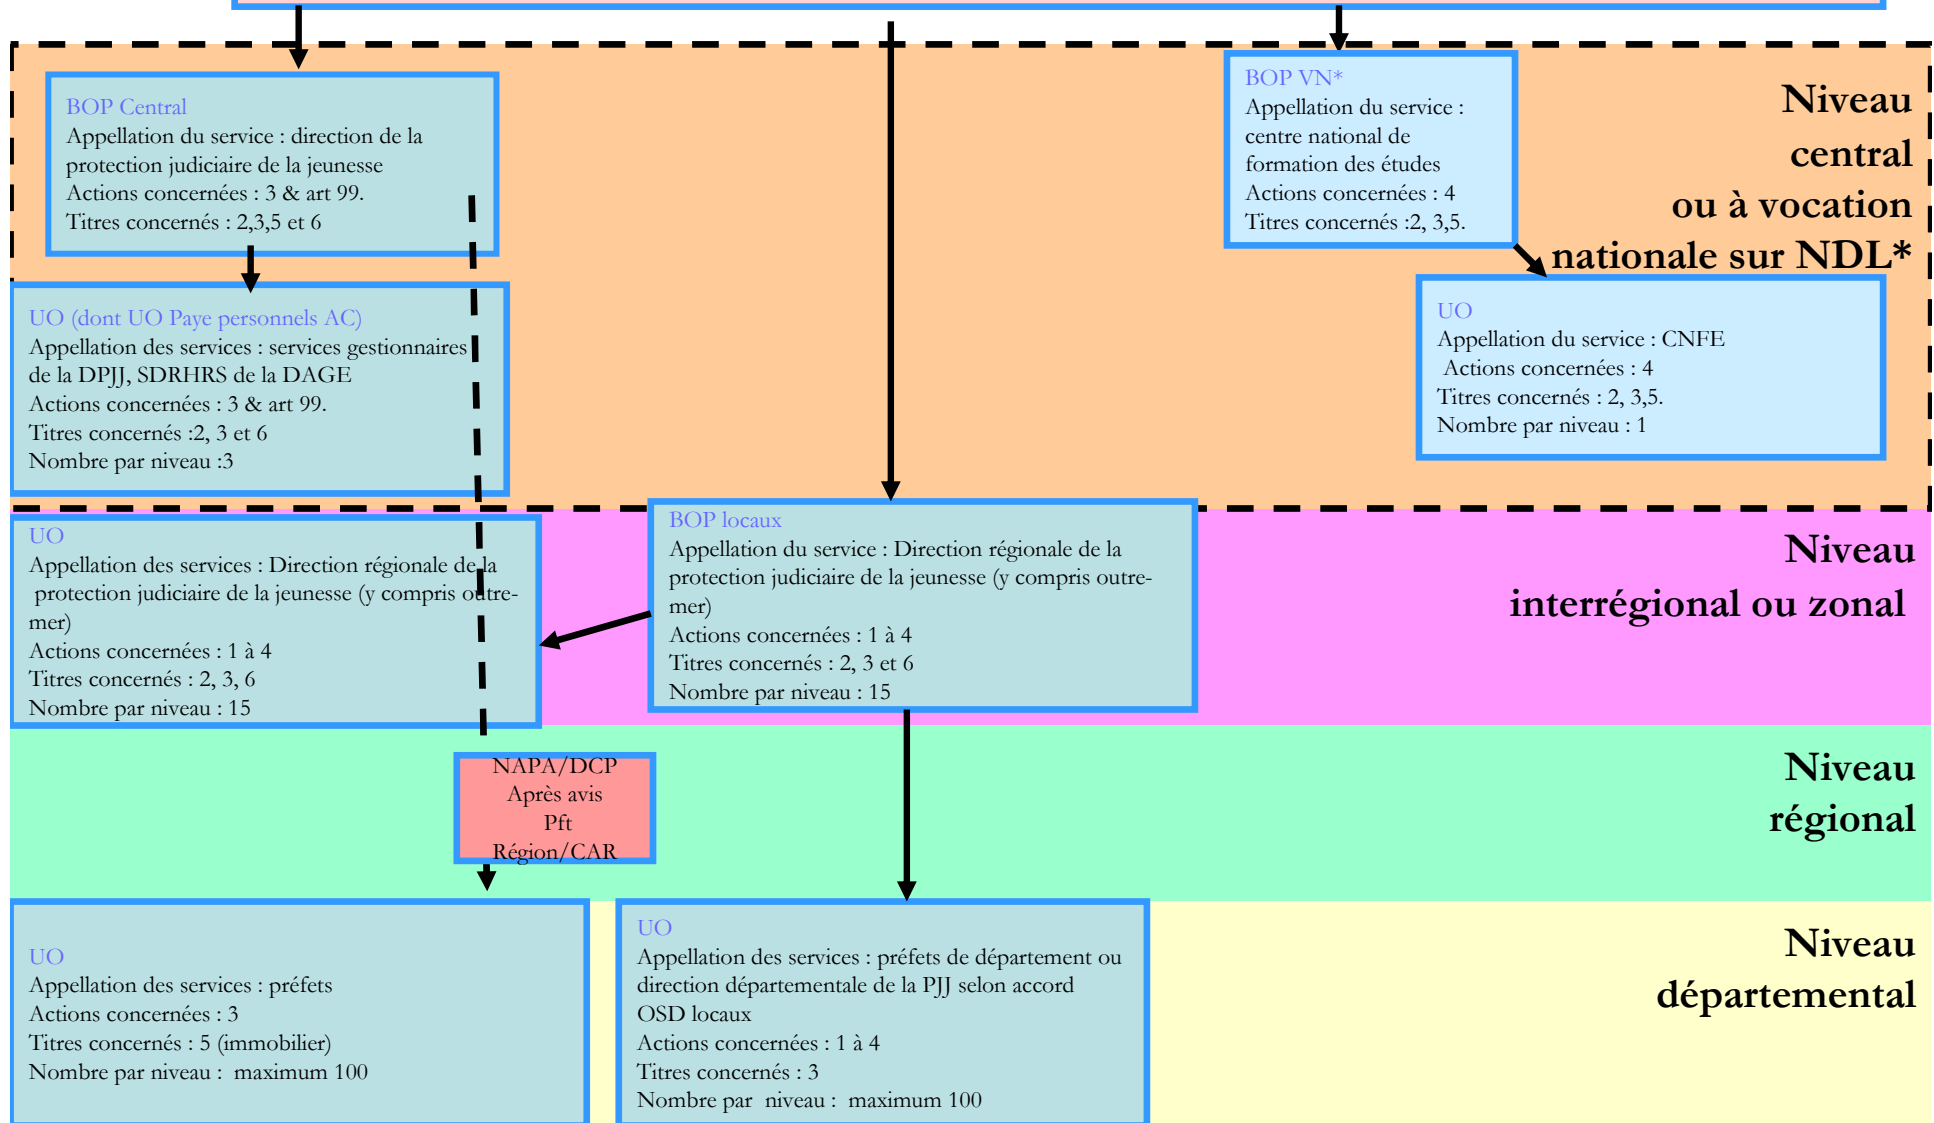 BOP Central
Appellation du service : direction de la
protection judiciaire de la jeunesse
Actions concernées : 3 & art 99.
Titres concernés : 2,3,5 et 6
BOP VN*
Appellation du service :
centre national de
formation des études
Actions concernées : 4
Titres concernés :2, 3,5.
Niveau
central
ou à vocation
nationale sur NDL*
UO (dont UO Paye personnels AC)
Appellation des services : services gestionnaires
de la DPJJ, SDRHRS de la DAGE
Actions concernées : 3 & art 99.
Titres concernés :2, 3 et 6
Nombre par niveau :3
UO
Appellation du service : CNFE
Actions concernées : 4
Titres concernés : 2, 3,5.
Nombre par niveau : 1
UO
Appellation des services : Direction régionale de la
protection judiciaire de la jeunesse (y compris outre-
mer)
Actions concernées : 1 à 4
Titres concernés : 2, 3, 6
Nombre par niveau : 15
BOP locaux
Appellation du service : Direction régionale de la
protection judiciaire de la jeunesse (y compris outre-
mer)
Actions concernées : 1 à 4
Titres concernés : 2, 3 et 6
Nombre par niveau : 15
Niveau
interrégional ou zonal
NAPA/DCP
Après avis
Pft
Région/CAR
Niveau
régional
UO
Appellation des services : préfets
Actions concernées : 3
Titres concernés : 5 (immobilier)
Nombre par niveau :  maximum 100
UO
Appellation des services : préfets de département ou
direction départementale de la PJJ selon accord
OSD locaux
Actions concernées : 1 à 4
Titres concernés : 3
Nombre par  niveau :  maximum 100
Niveau
départemental